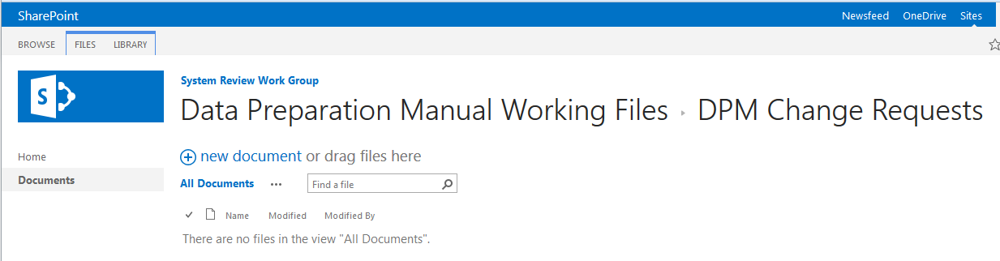 SharePoint Newsfeed OneDrive Sites
BROWSE FILES LIBRARY
S
System Review Work Group
Data Preparation Manual Working Files ▸ DPM Change Requests
Home
new document or drag files here
Documents
All Documents ••• Find a file
Name Modified Modified By
There are no files in the view "All Documents".